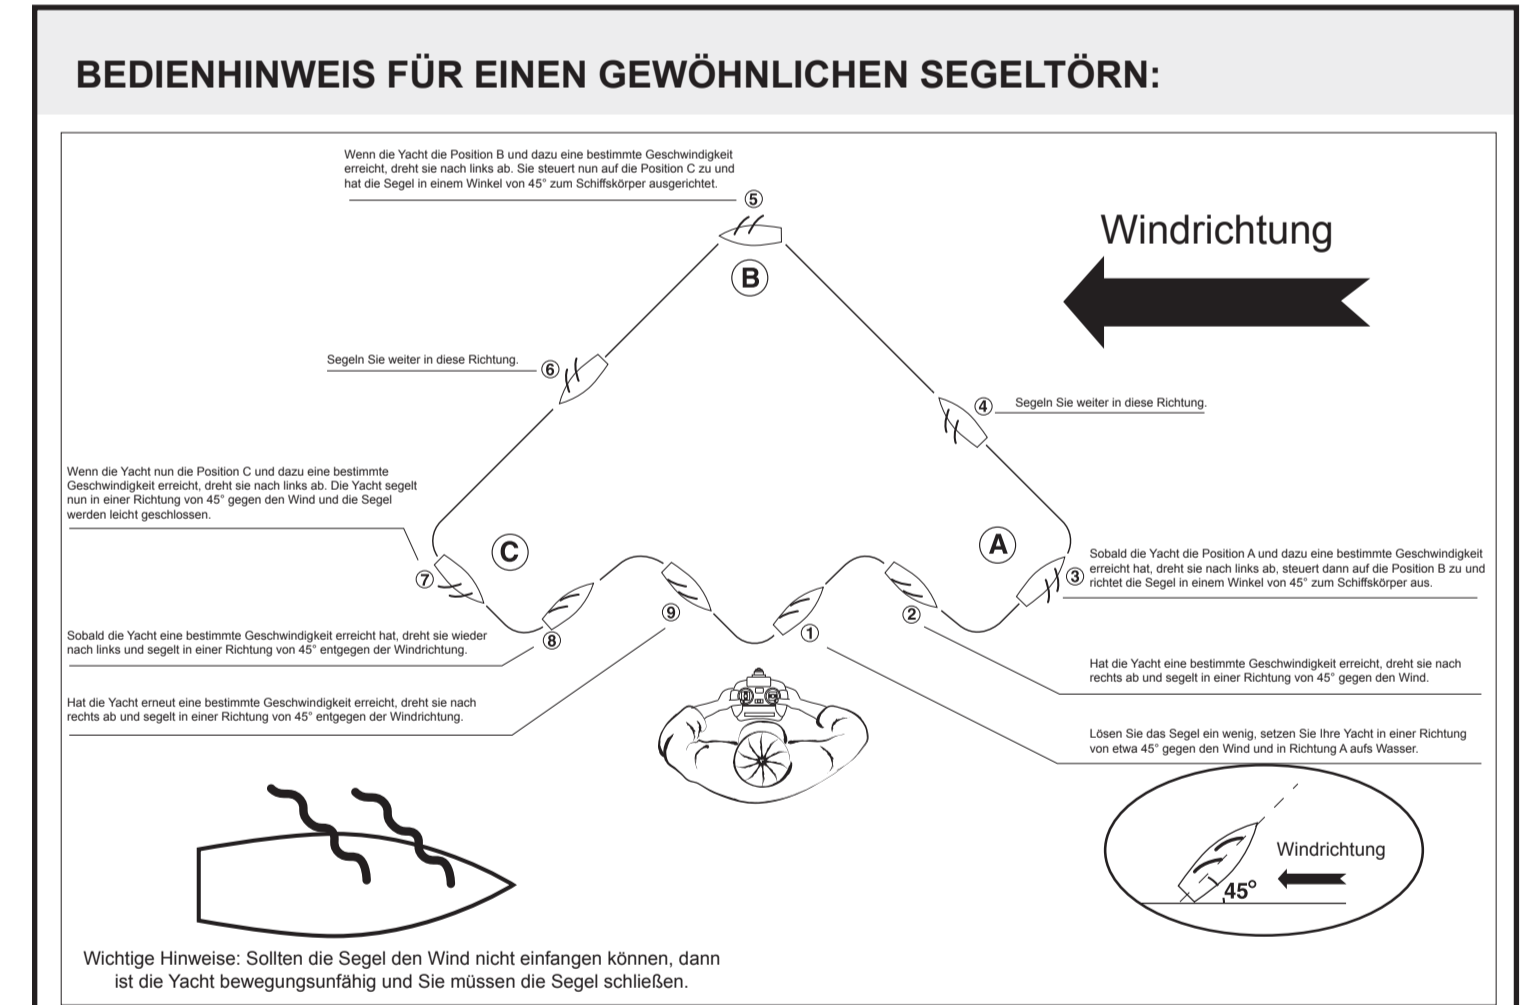 BEDIENHINWEIS FÜR EINEN GEWÖHNLICHEN SEGELTÖRN:
Wenn die Yacht die Position B und dazu eine bestimmte Geschwindigkeit
erreicht, dreht sie nach links ab. Sie steuert nun auf die Position C zu und
hat die Segel in einem Winkel von 45° zum Schiffskörper ausgerichtet.
⑤
Windrichtung
B
Segeln Sie weiter in diese Richtung.
⑥
④
Segeln Sie weiter in diese Richtung.
Wenn die Yacht nun die Position C und dazu eine bestimmte
Geschwindigkeit erreicht, dreht sie nach links ab. Die Yacht segelt
nun in einer Richtung von 45° gegen den Wind und die Segel
werden leicht geschlossen.
C
A
⑦
③
Sobald die Yacht die Position A und dazu eine bestimmte Geschwindigkeit
erreicht hat, dreht sie nach links ab, steuert dann auf die Position B zu und
richtet die Segel in einem Winkel von 45° zum Schiffskörper aus.
⑧
⑨
①
②
Sobald die Yacht eine bestimmte Geschwindigkeit erreicht hat, dreht sie wieder
nach links und segelt in einer Richtung von 45° entgegen der Windrichtung.
Hat die Yacht eine bestimmte Geschwindigkeit erreicht, dreht sie nach
rechts ab und segelt in einer Richtung von 45° gegen den Wind.
Hat die Yacht erneut eine bestimmte Geschwindigkeit erreicht, dreht sie nach
rechts ab und segelt in einer Richtung von 45° entgegen der Windrichtung.
Lösen Sie das Segel ein wenig, setzen Sie Ihre Yacht in einer Richtung
von etwa 45° gegen den Wind und in Richtung A aufs Wasser.
Windrichtung
45°
Wichtige Hinweise: Sollten die Segel den Wind nicht einfangen können, dann
ist die Yacht bewegungsunfähig und Sie müssen die Segel schließen.